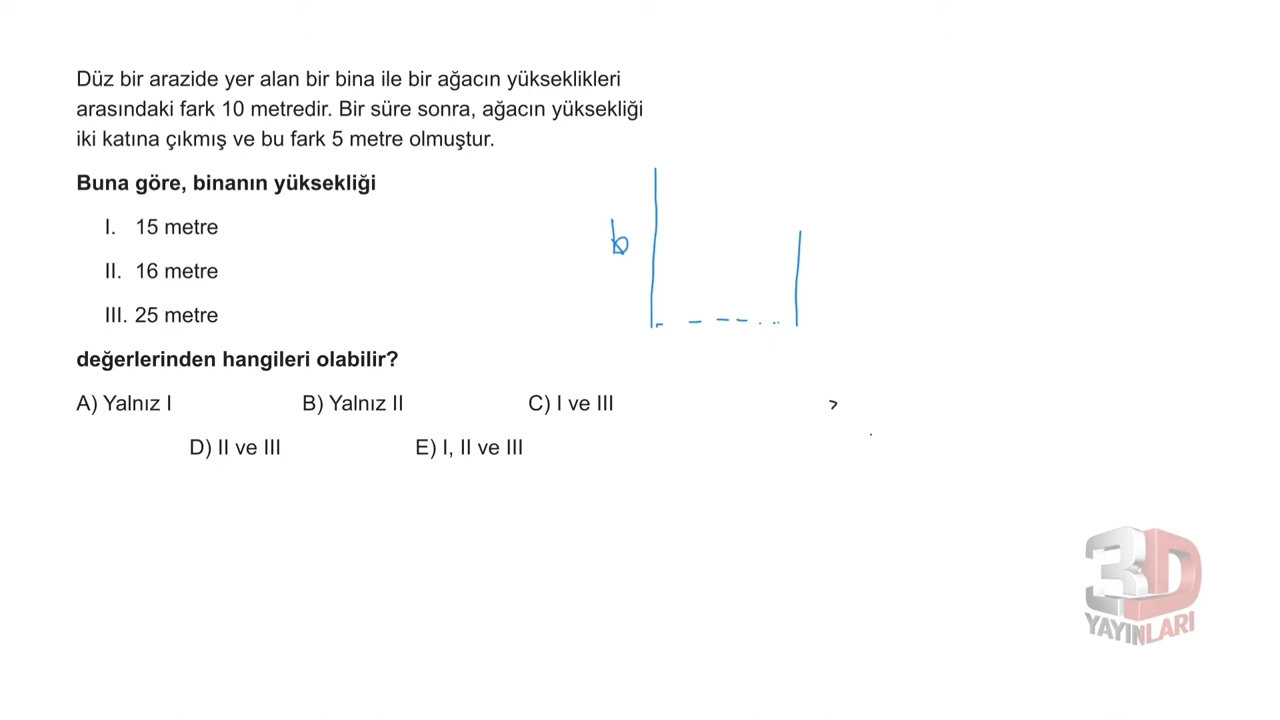 Düz bir arazide yer alan bir bina ile bir ağacın yükseklikleri
arasındaki fark 10 metredir. Bir süre sonra, ağacın yüksekliği
iki katına çıkmış ve bu fark 5 metre olmuştur.
Buna göre, binanın yüksekliği
I. 15 metre
II. 16 metre
III. 25 metre
b
değerlerinden hangileri olabilir?
A) Yalnız I B) Yalnız II C) I ve III
D) II ve III E) I, II ve III
3D
YAYINLARI